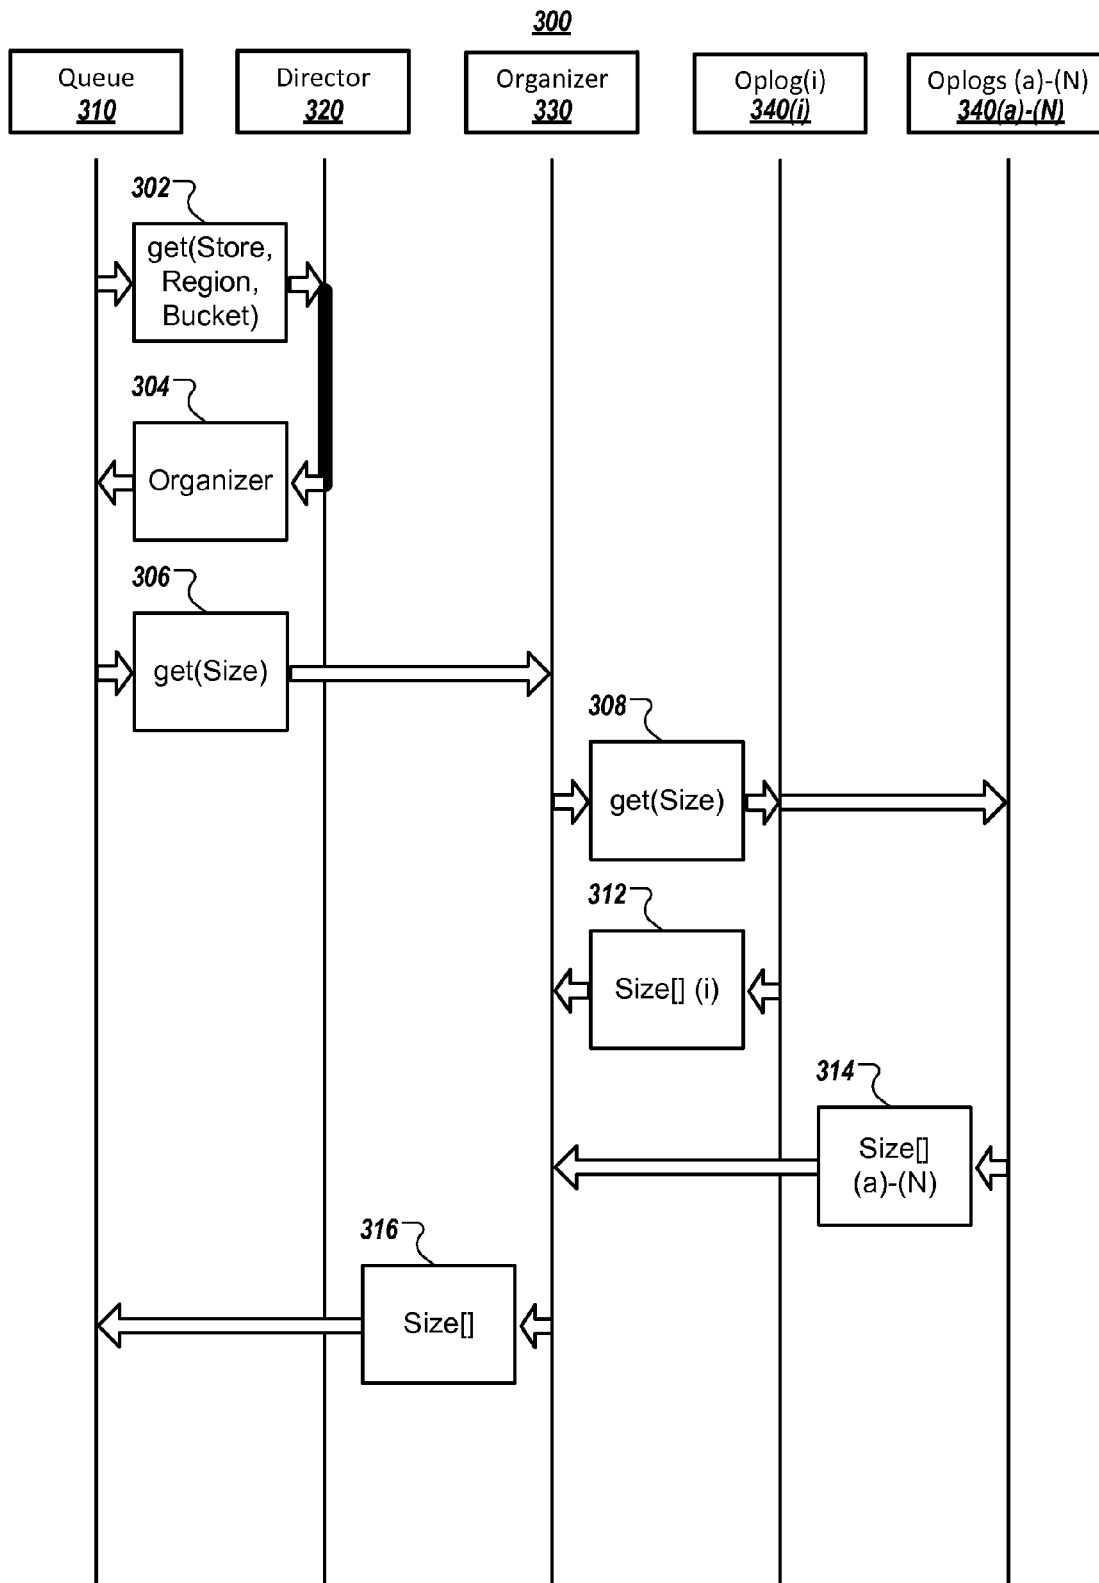 300
Queue
310
Director
320
Organizer
330
Oplog(i)
340(i)
Oplogs (a)-(N)
340(a)-(N)
302
get(Store,
Region,
Bucket)
304
Organizer
306
get(Size)
308
get(Size)
312
Size[] (i)
314
Size[]
(a)-(N)
316
Size[]